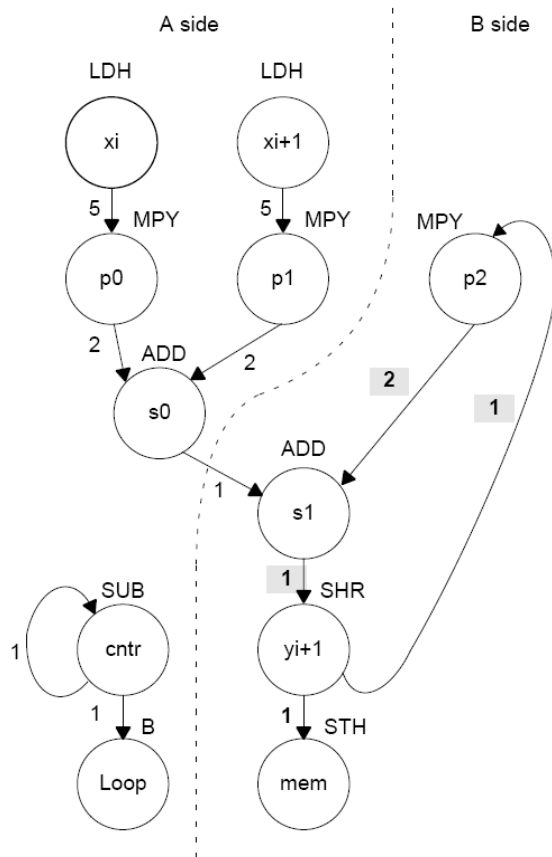 A side B side
LDH LDH
xi xi+1
5 MPY 5 MPY MPY
p0 p1 p2
2 ADD 2
s0 2 1
ADD
1 s1
1 SHR
SUB
1 cntr yi+1
1 B 1 STH
Loop mem